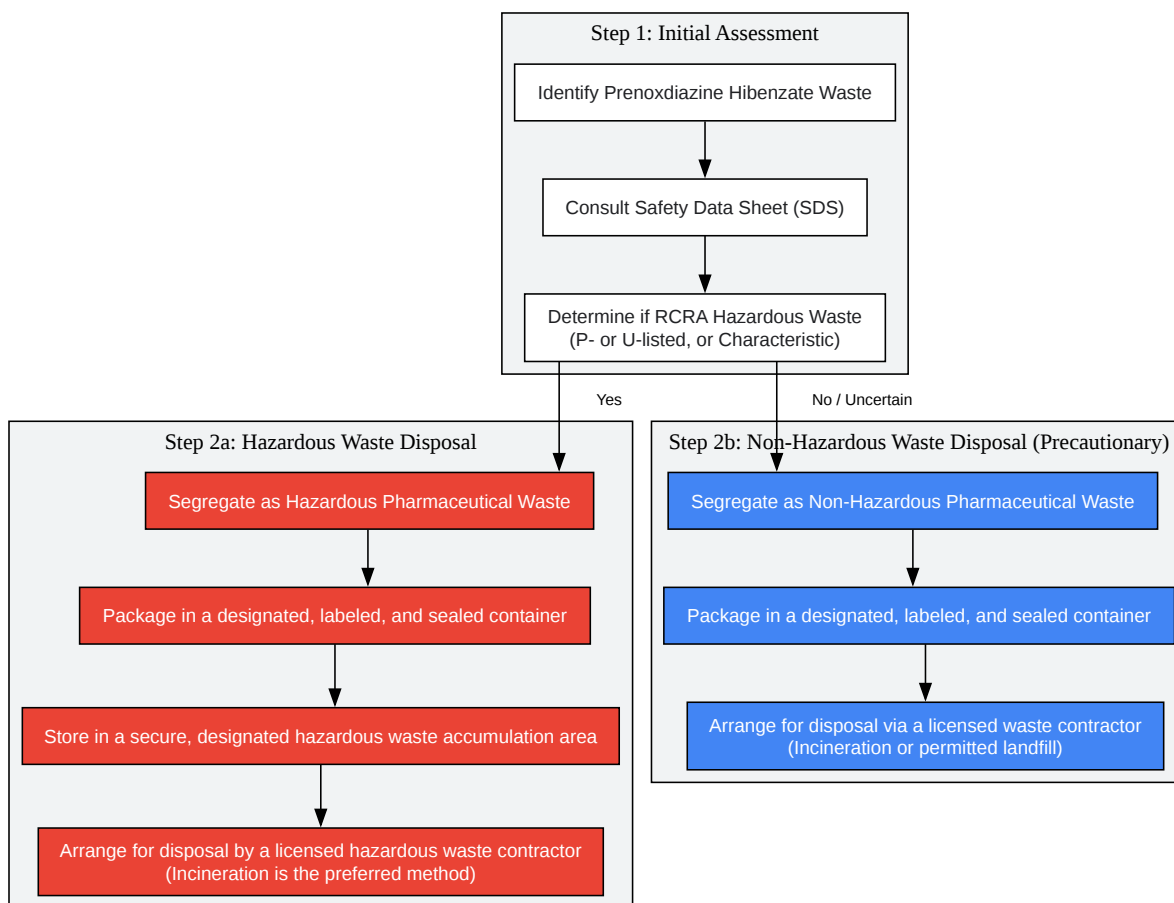 Step 1: Initial Assessment
Identify Prenoxdiazine Hibenzate Waste
Consult Safety Data Sheet (SDS)
Determine if RCRA Hazardous Waste
(P- or U-listed, or Characteristic)
Yes
No / Uncertain
Step 2a: Hazardous Waste Disposal
Segregate as Hazardous Pharmaceutical Waste
Package in a designated, labeled, and sealed container
Store in a secure, designated hazardous waste accumulation area
Arrange for disposal by a licensed hazardous waste contractor
(Incineration is the preferred method)
Step 2b: Non-Hazardous Waste Disposal (Precautionary)
Segregate as Non-Hazardous Pharmaceutical Waste
Package in a designated, labeled, and sealed container
Arrange for disposal via a licensed waste contractor
(Incineration or permitted landfill)